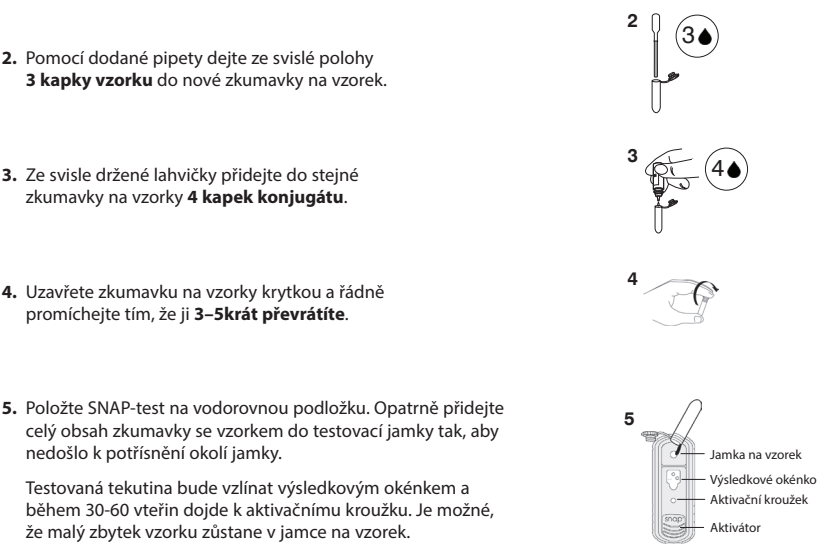 2. Pomocí dodané pipety dejte ze svislé polohy
3 kapky vzorku do nové zkumavky na vzorek.
2
3
3. Ze svisle držené lahvičky přidejte do stejné
zkumavky na vzorky 4 kapek konjugátu.
3
4
4. Uzavřete zkumavku na vzorky krytkou a řádně
promíchejte tím, že ji 3–5krát převrátíte.
4
5. Položte SNAP-test na vodorovnou podložku. Opatrně přidejte
celý obsah zkumavky se vzorkem do testovací jamky tak, aby
nedošlo k potřísnění okolí jamky.
Testovaná tekutina bude vzlínat výsledkovým okénkem a
během 30-60 vteřin dojde k aktivačnímu kroužku. Je možné,
že malý zbytek vzorku zůstane v jamce na vzorek.
5
Jamka na vzorek
Výsledkové okénko
Aktivační kroužek
snap
Aktivátor